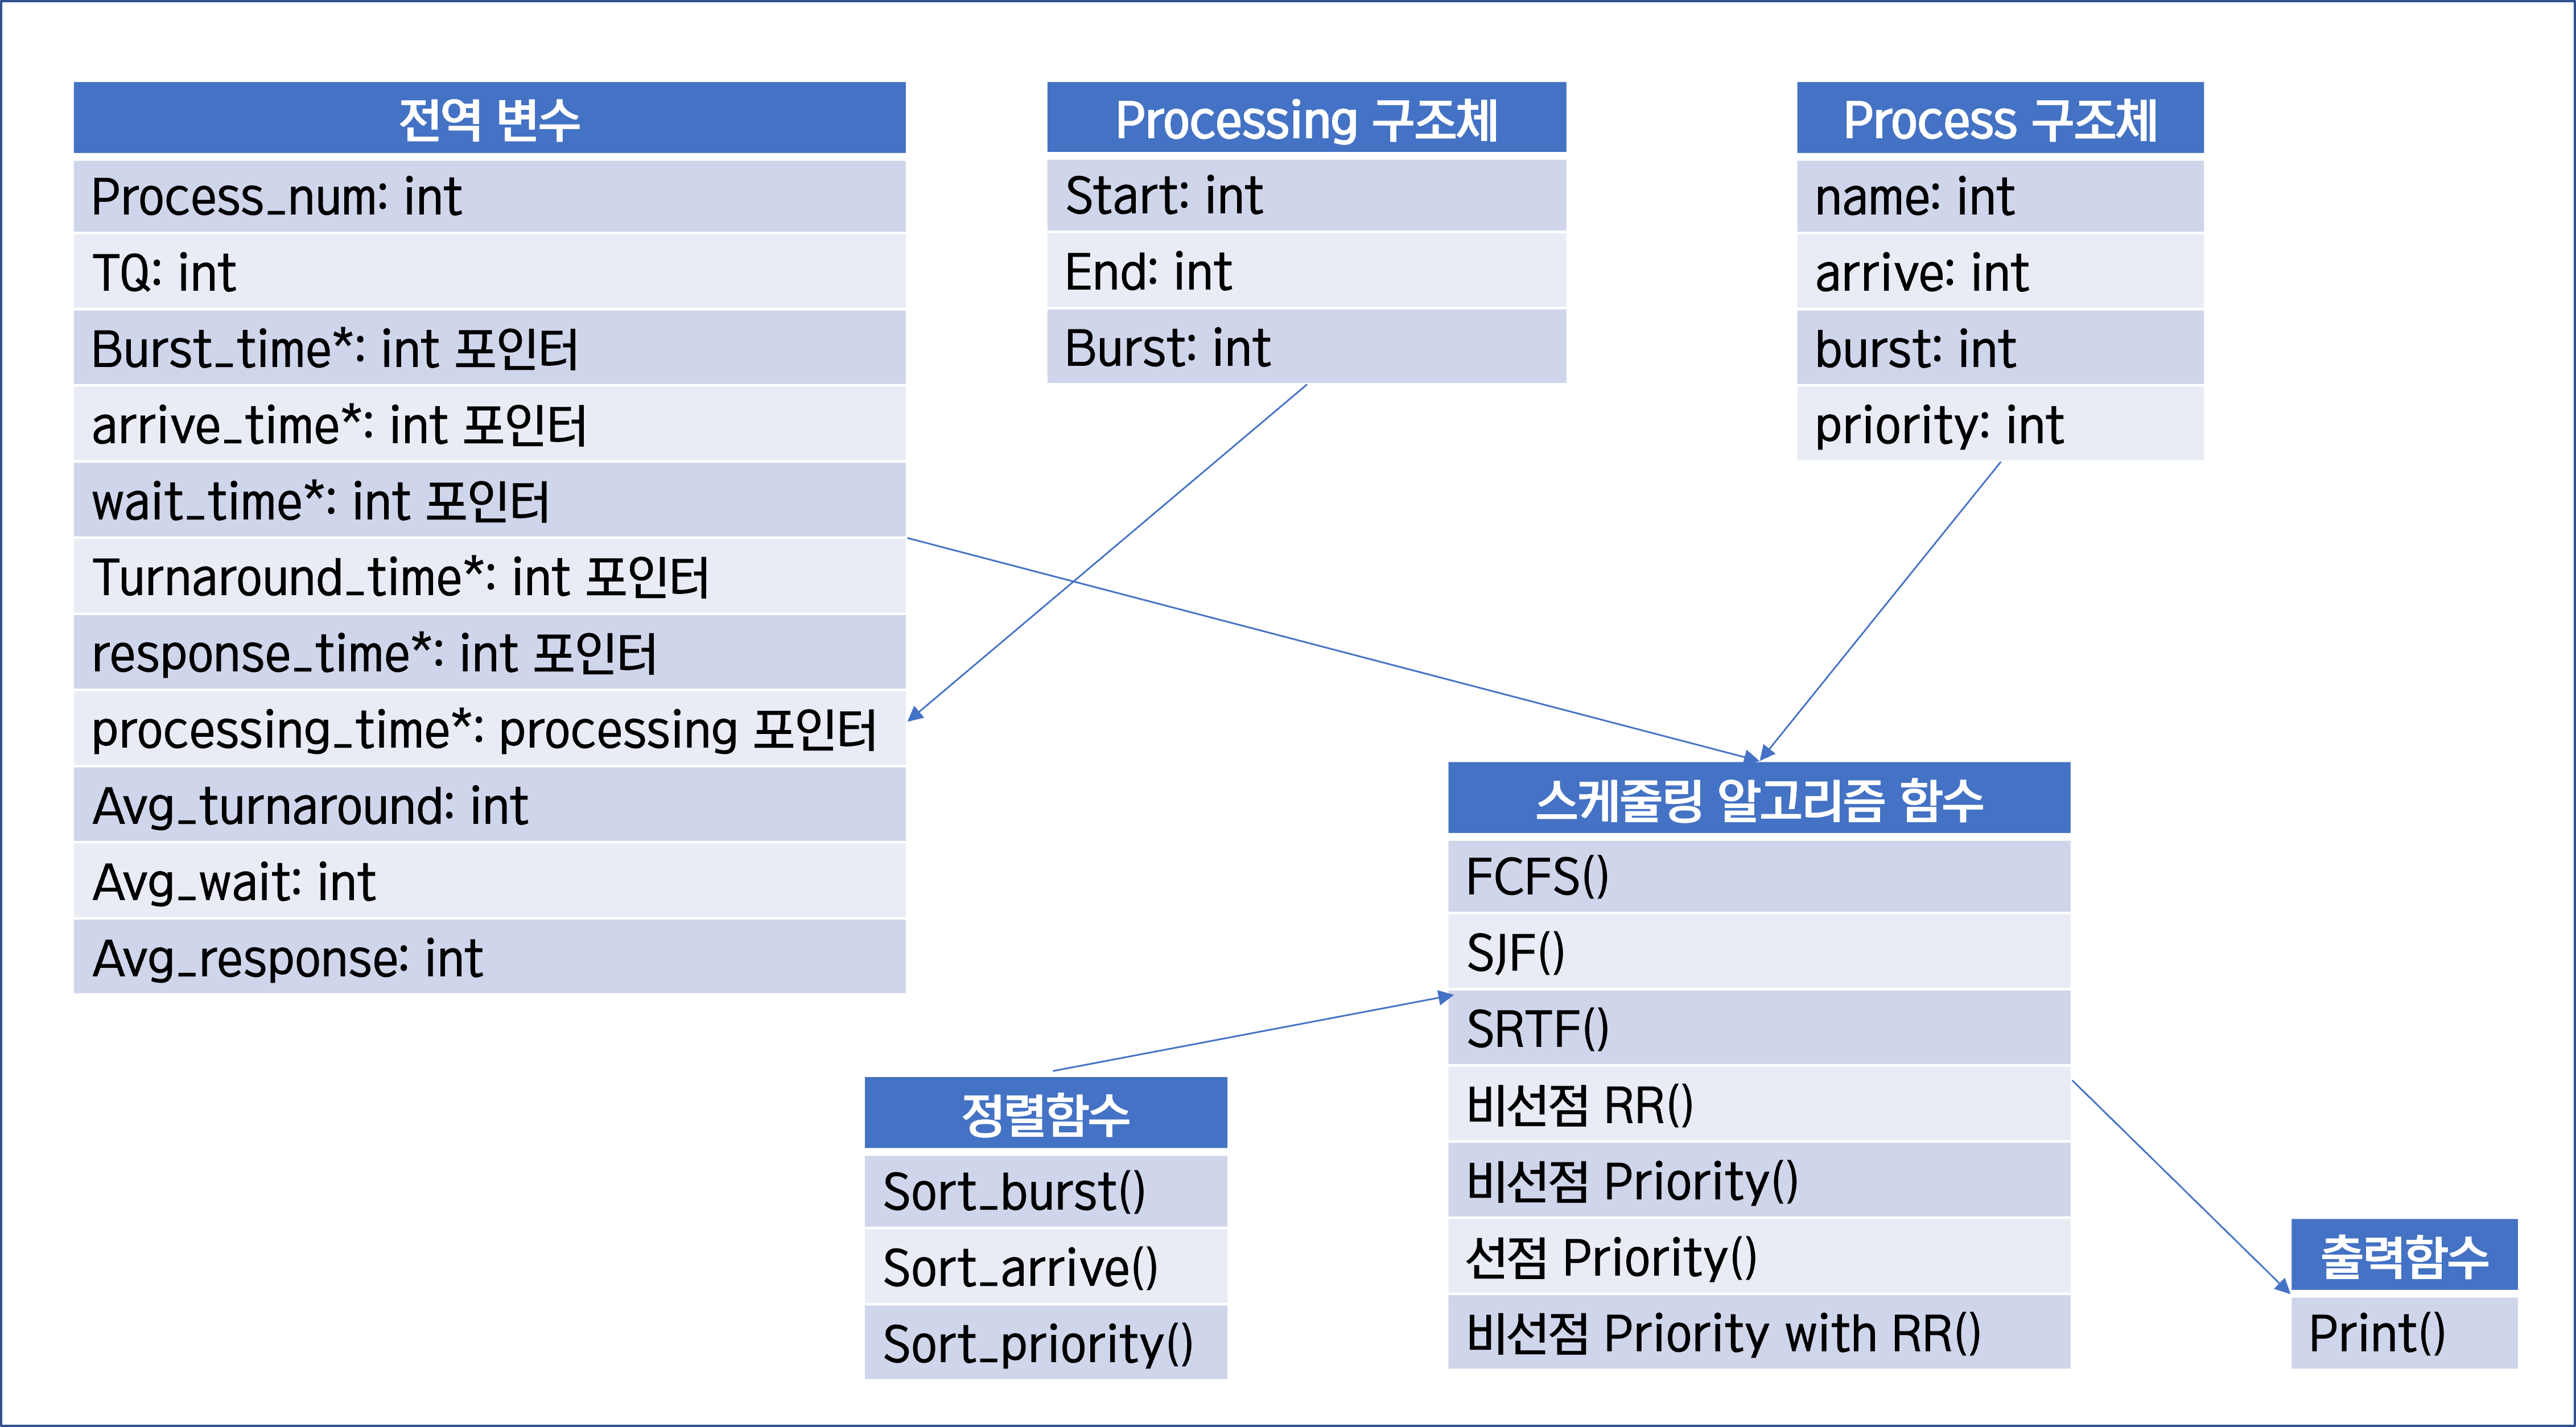 전역 변수
Process_num: int
TQ: int
Burst_time*: int 포인터
arrive_time*: int 포인터
wait_time*: int 포인터
Turnaround_time*: int 포인터
response_time*: int 포인터
processing_time*: processing 포인터
Avg_turnaround: int
Avg_wait: int
Avg_response: int
Processing 구조체
Start: int
End: int
Burst: int
Process 구조체
name: int
arrive: int
burst: int
priority: int
정렬함수
Sort_burst()
Sort_arrive()
Sort_priority()
스케줄링 알고리즘 함수
FCFS()
SJF()
SRTF()
비선점 RR()
비선점 Priority()
선점 Priority()
비선점 Priority with RR()
출력함수
Print()